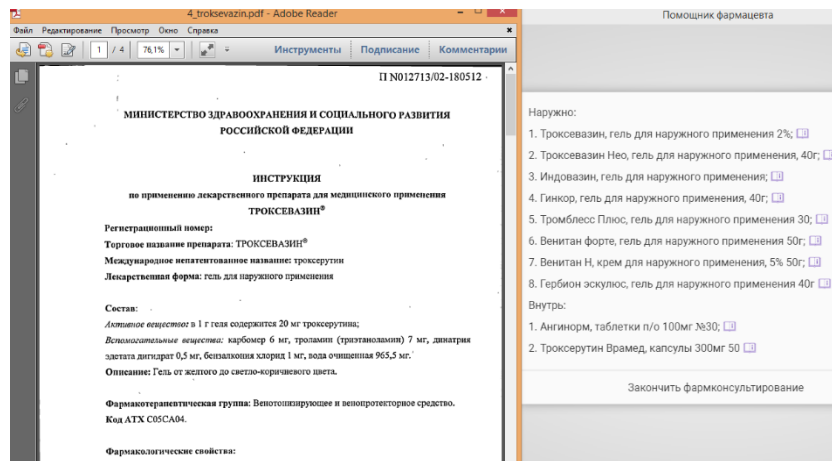 4_troksevazin.pdf - Adobe Reader
Файл Редактирование Просмотр Окно Справка
1 / 4 76,1% Инструменты Подписание Комментарии
П N012713/02-180512
МИНИСТЕРСТВО ЗДРАВООХРАНЕНИЯ И СОЦИАЛЬНОГО РАЗВИТИЯ
РОССИЙСКОЙ ФЕДЕРАЦИИ
ИНСТРУКЦИЯ
по применению лекарственного препарата для медицинского применения
ТРОКСЕВАЗИН®
Регистрационный номер:
Торговое название препарата: ТРОКСЕВАЗИН®
Международное непатентованное название: троксерутин
Лекарственная форма: гель для наружного применения
Состав:
Активное вещество: в 1 г геля содержится 20 мг троксерутина;
Вспомогательные вещества: карбомер 6 мг, троламин (триэтаноламин) 7 мг, динатрия
эдетата дигидрат 0,5 мг, бензалкония хлорид 1 мг, вода очищенная 965,5 мг.
Описание: Гель от желтого до светло-коричневого цвета.
Фармакотерапевтическая группа: Венотонизирующее и венопротекторное средство.
Код АТХ C05CA04.
Фармакологические свойства:
Помощник фармацевта
Наружно:
1. Троксевазин, гель для наружного применения 2%;
2. Троксевазин Нео, гель для наружного применения, 40г;
3. Индовазин, гель для наружного применения;
4. Гинкор, гель для наружного применения, 40г;
5. Тромблесс Плюс, гель для наружного применения 30;
6. Венитан форте, гель для наружного применения 50г;
7. Венитан Н, крем для наружного применения, 5% 50г;
8. Гербион эскулюс, гель для наружного применения 40г
Внутрь:
1. Ангинорм, таблетки п/о 100мг №30;
2. Троксерутин Врамед, капсулы 300мг 50
Закончить фармконсультирование